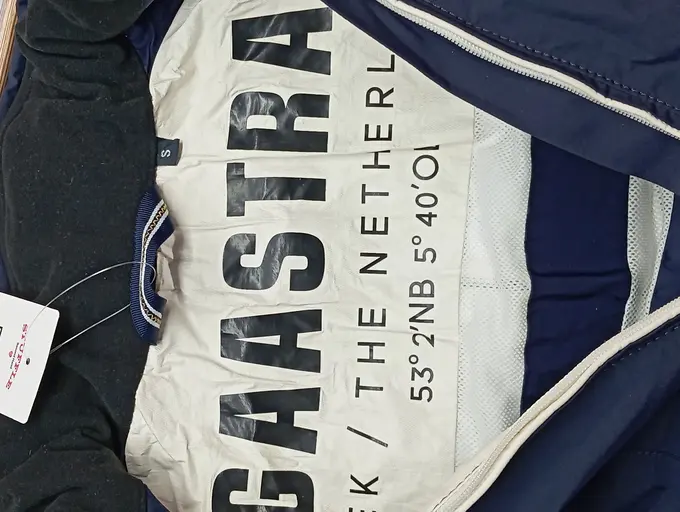 GAASTRA
EK / THE NETHERL
53° 2'NB 5° 40'OL
S